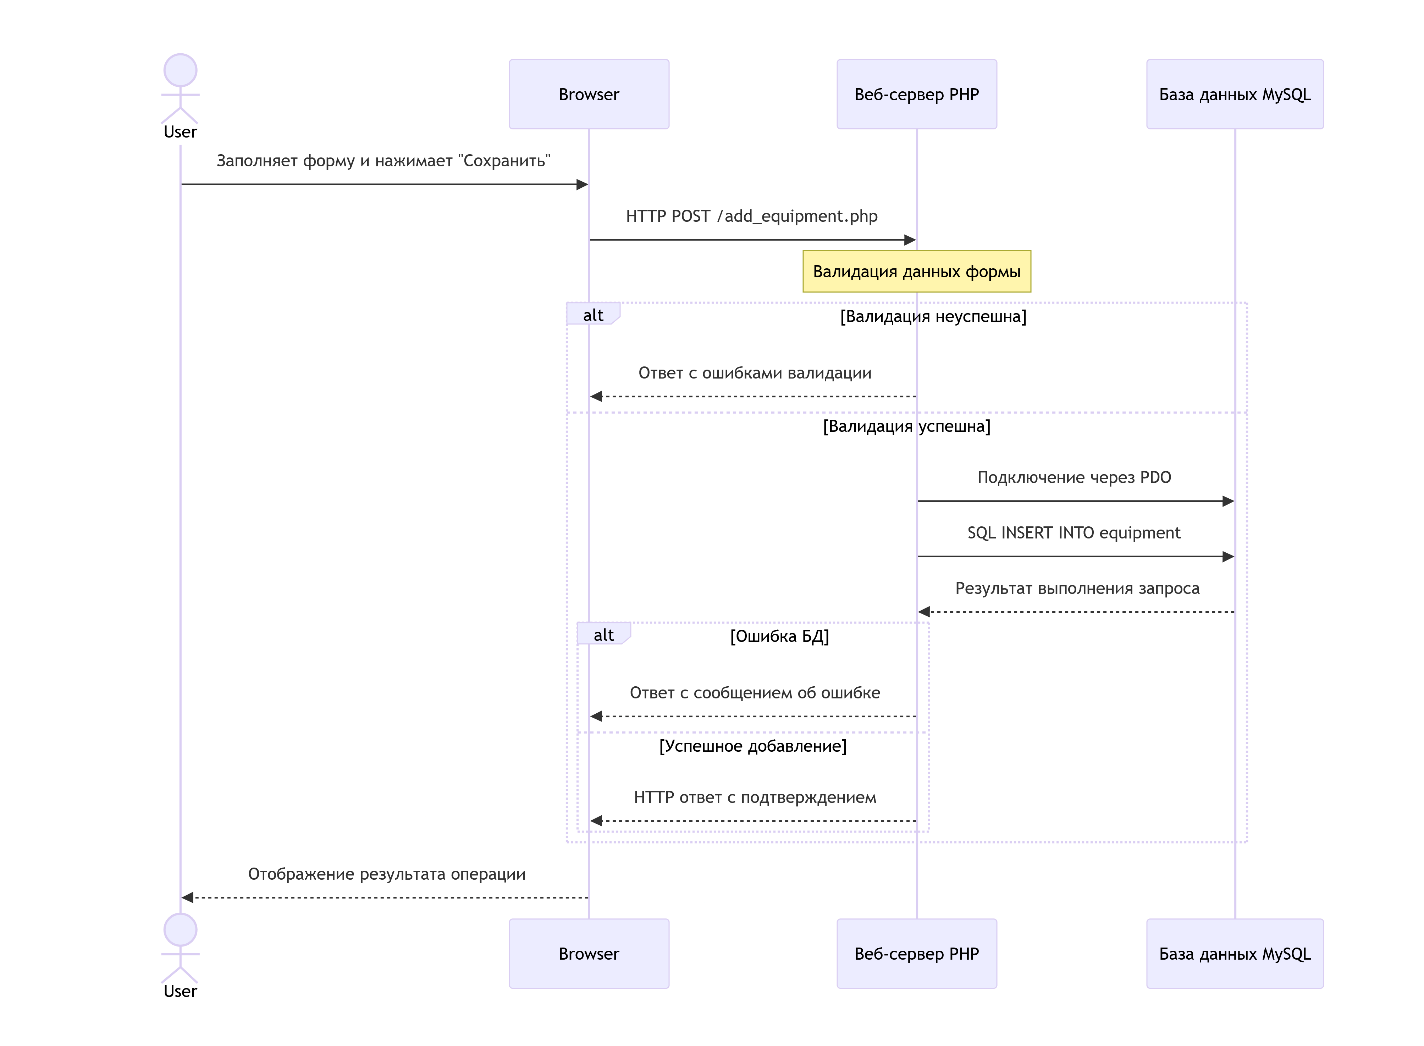 User
Browser
Веб-сервер PHP
База данных MySQL
Заполняет форму и нажимает "Сохранить"
HTTP POST /add_equipment.php
Валидация данных формы
alt
[Валидация неуспешна]
Ответ с ошибками валидации
[Валидация успешна]
Подключение через PDO
SQL INSERT INTO equipment
Результат выполнения запроса
alt
[Ошибка БД]
Ответ с сообщением об ошибке
[Успешное добавление]
HTTP ответ с подтверждением
Отображение результата операции
User
Browser
Веб-сервер PHP
База данных MySQL